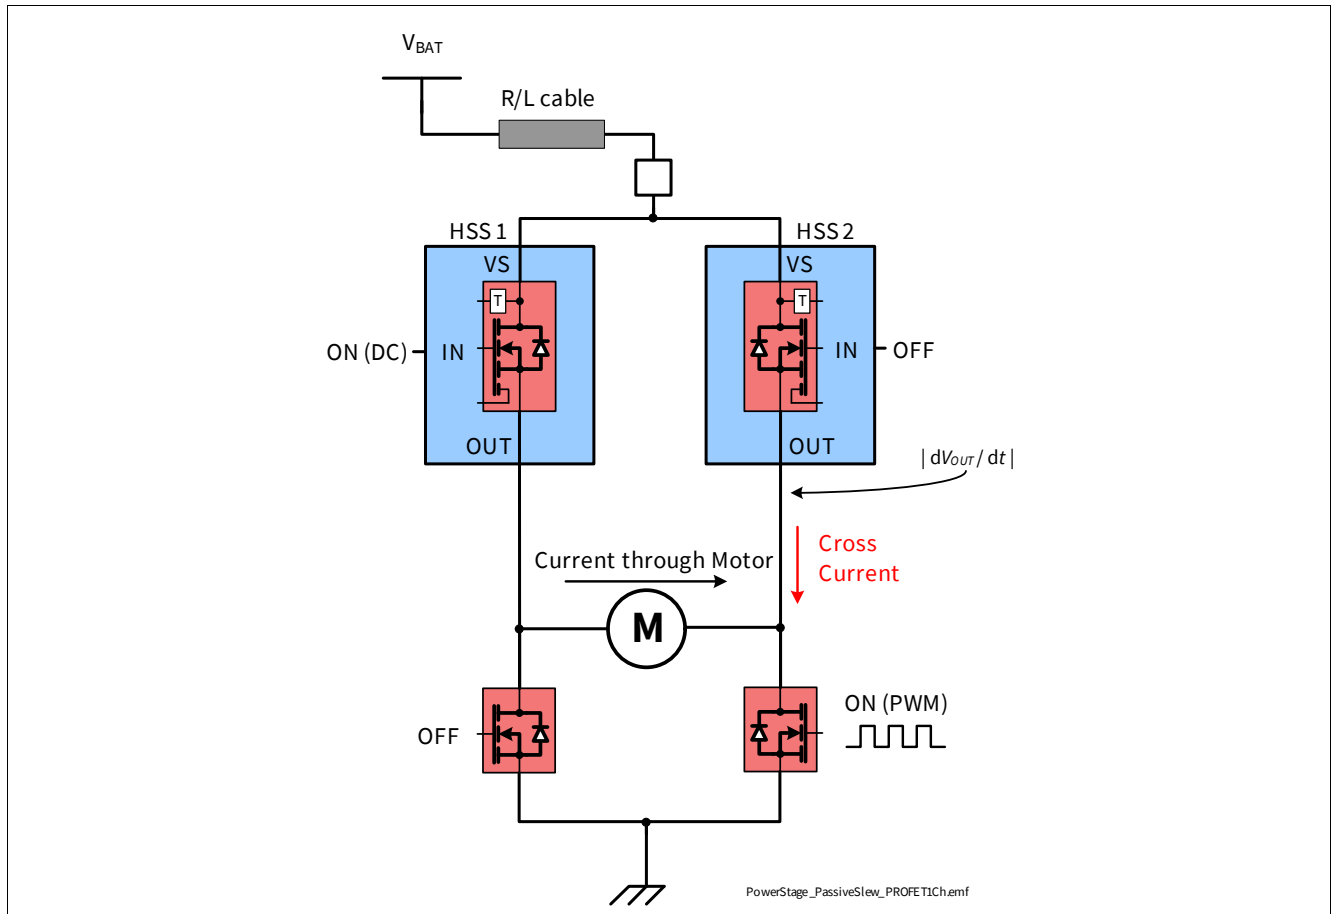 VBAT
R/L cable
HSS 1
HSS 2
VS
VS
T
T
ON (DC)
IN
IN
OFF
OUT
OUT
| dVOUT / dt |
Cross
Current
Current through Motor
M
OFF
ON (PWM)
PowerStage_PassiveSlew_PROFET1Ch.emf